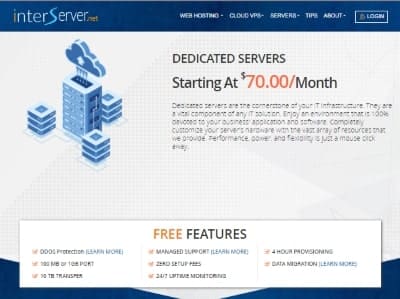 interServer.net
WEB HOSTING CLOUD VPS SERVERS TIPS ABOUT LOGIN
DEDICATED SERVERS
Starting At $70.00/Month
Dedicated servers are the cornerstone of your IT infrastructure. They are
a vital component of any IT solution. Enjoy an environment that is 100%
devoted to your business' application and software. Completely
customize your server's hardware with the vast array of resources that
we provide. Performance, power, and flexibility is just a mouse click
away.
FREE FEATURES
DDOS Protection (LEARN MORE) MANAGED SUPPORT (LEARN MORE) 4 HOUR PROVISIONING
100 MB or 1GB PORT ZERO SETUP FEES DATA MIGRATION (LEARN MORE)
10 TB TRANSFER 24/7 UPTIME MONITORING